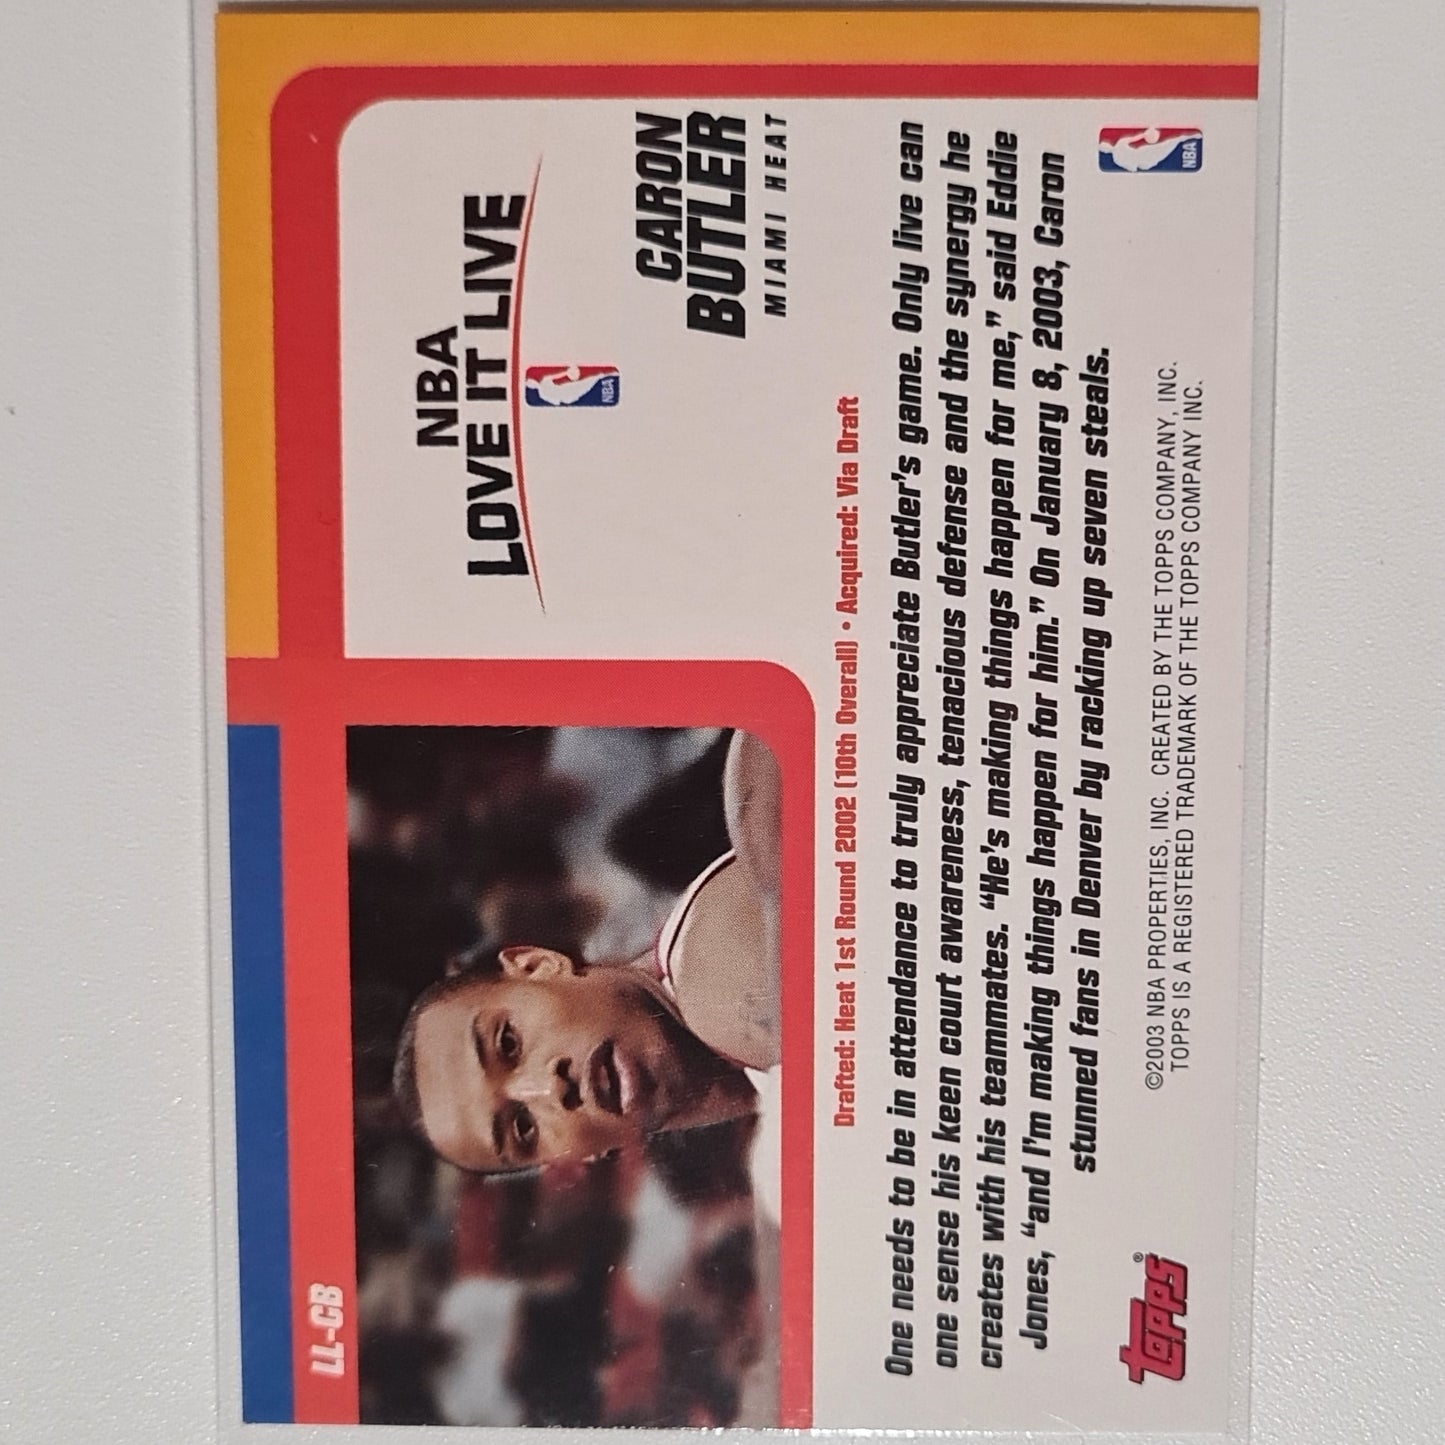 LL-CB
NBA
LOVE IT LIVE
NBA
CARON
BUTLER
MIAMI HEAT
Drafted: Heat 1st Round 2002 (10th Overall) • Acquired: Via Draft
One needs to be in attendance to truly appreciate Butler's game. Only live can
one sense his keen court awareness, tenacious defense and the synergy he
creates with his teammates. “He's making things happen for me,” said Eddie
Jones, “and I'm making things happen for him.” On January 8, 2003, Caron
stunned fans in Denver by racking up seven steals.
topps®
©2003 NBA PROPERTIES, INC. CREATED BY THE TOPPS COMPANY, INC.
TOPPS IS A REGISTERED TRADEMARK OF THE TOPPS COMPANY INC.
NBA